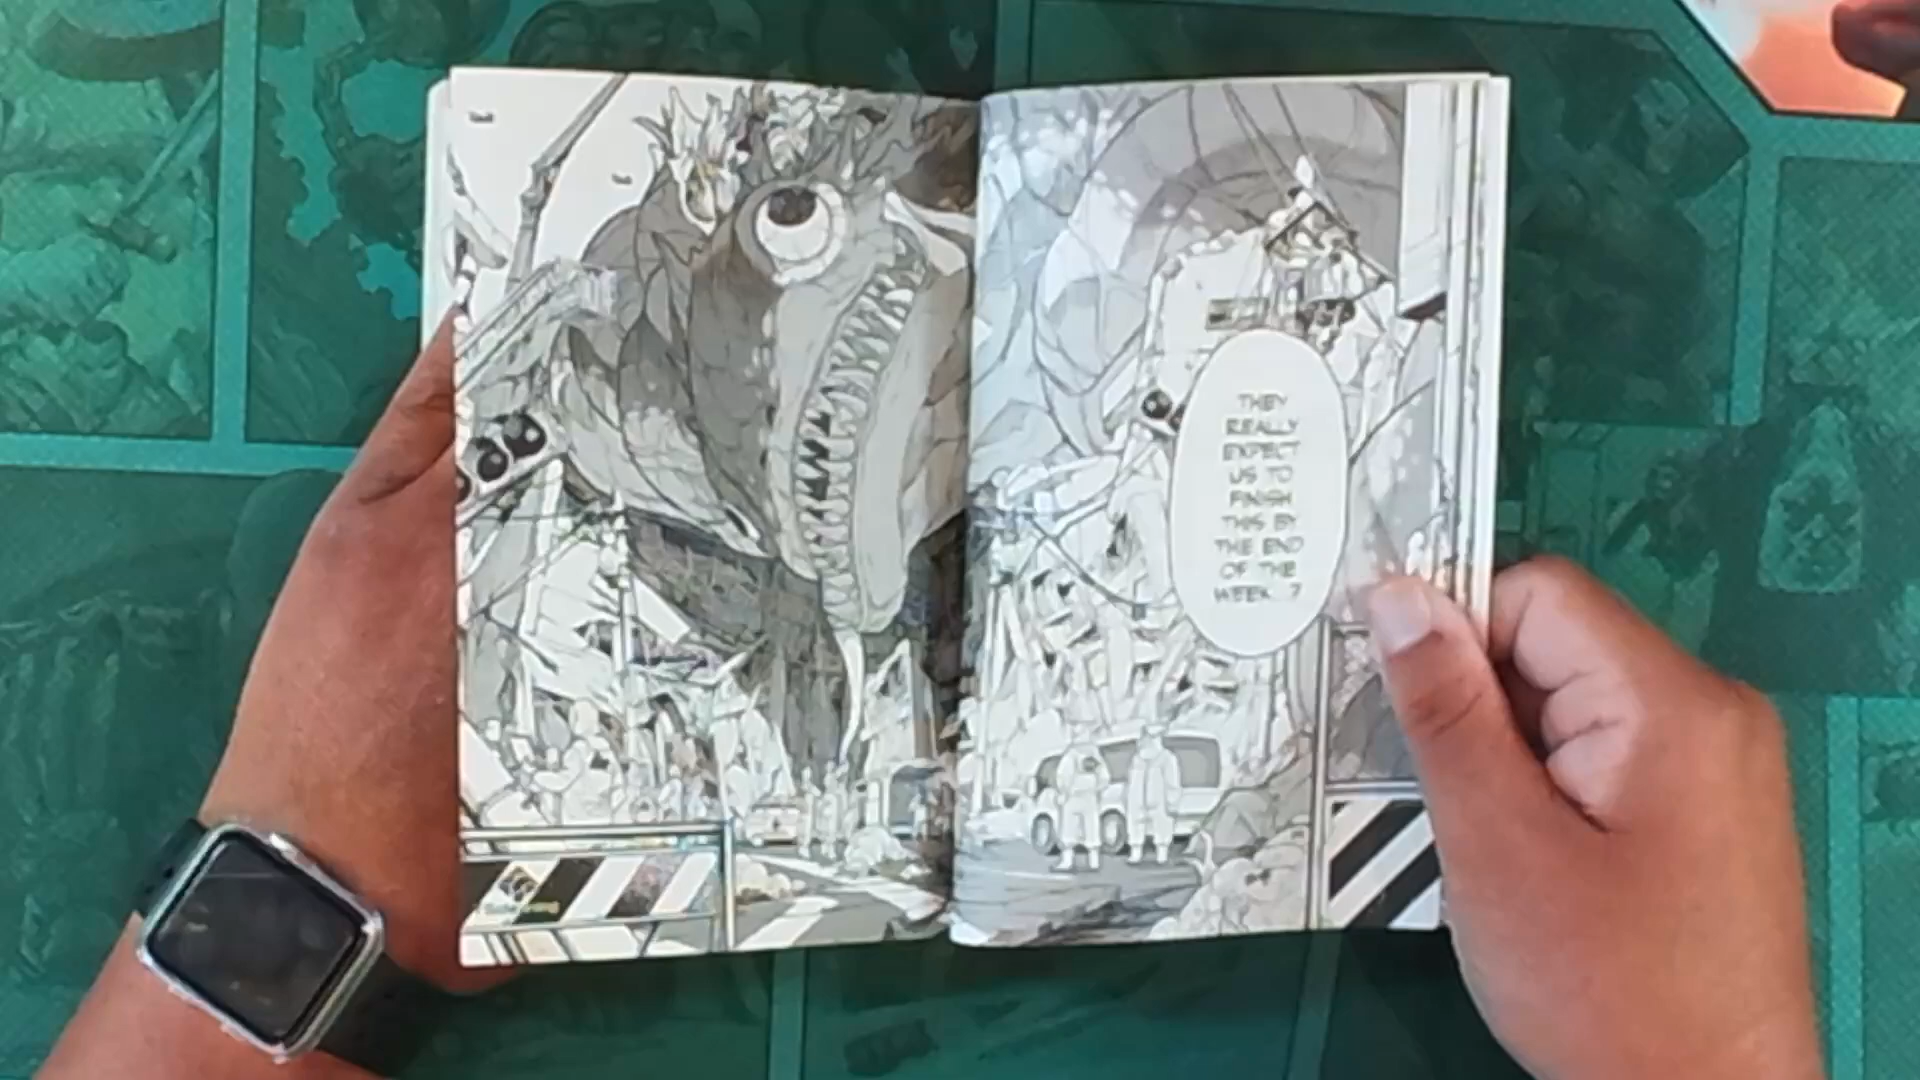 THEY
REALLY
EXPECT
US TO
FINISH
THIS BY
THE END
OF THE
WEEK...?